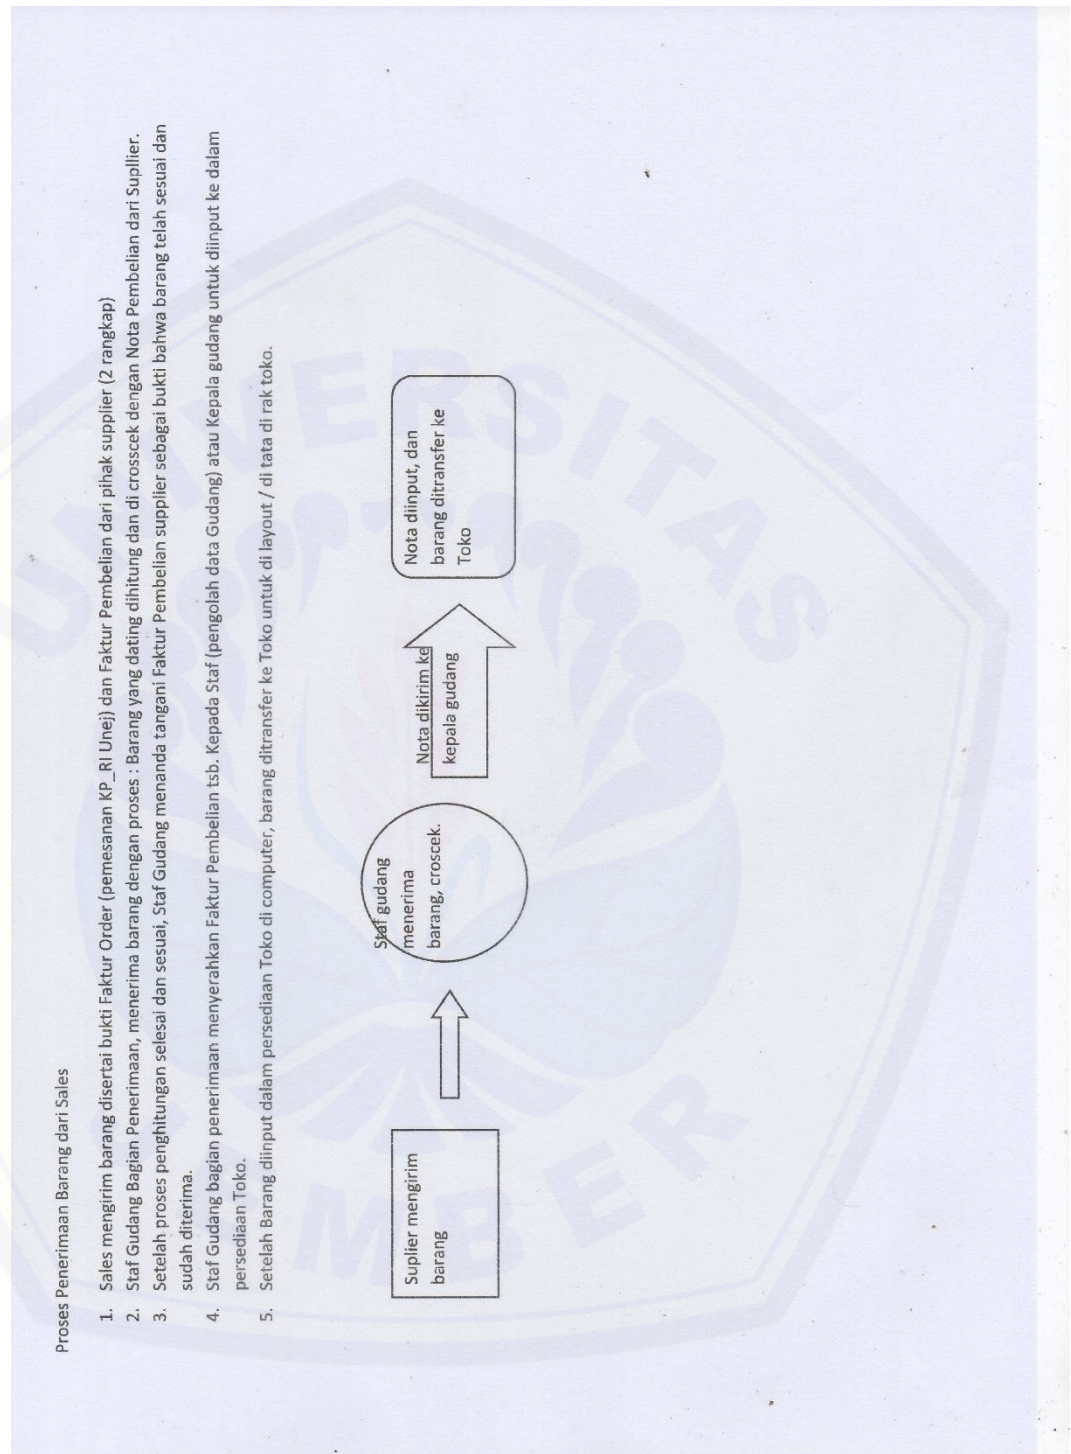 Proses Penerimaan Barang dari Sales
1. Sales mengirim barang disertai bukti Faktur Order (pemesanan KP_RI Unej) dan Faktur Pembelian dari pihak supplier (2 rangkap)
2. Staf Gudang Bagian Penerimaan, menerima barang dengan proses : Barang yang dating dihitung dan di crosscek dengan Nota Pembelian dari Supllier.
3. Setelah proses penghitungan selesai dan sesuai, Staf Gudang menanda tangani Faktur Pembelian supplier sebagai bukti bahwa barang telah sesuai dan
sudah diterima.
4. Staf Gudang bagian penerimaan menyerahkan Faktur Pembelian tsb. Kepada Staf (pengolah data Gudang) atau Kepala gudang untuk diinput ke dalam
persediaan Toko.
5. Setelah Barang diinput dalam persediaan Toko di computer, barang ditransfer ke Toko untuk di layout / di tata di rak toko.
Suplier mengirim
barang
Staf gudang
menerima
barang, croscek.
Nota dikirim ke
kepala gudang
Nota diinput, dan
barang ditransfer ke
Toko
UNIVERSITAS
JEMBER